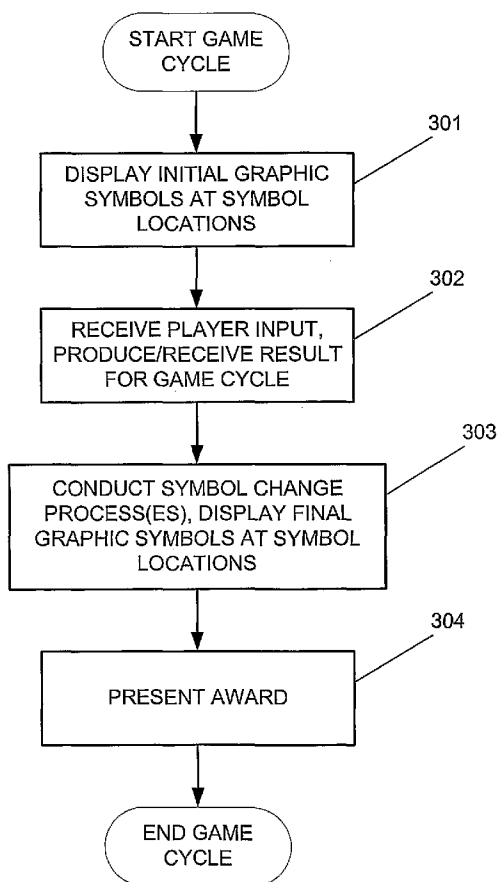 START GAME
CYCLE
301
DISPLAY INITIAL GRAPHIC
SYMBOLS AT SYMBOL
LOCATIONS
302
RECEIVE PLAYER INPUT,
PRODUCE/RECEIVE RESULT
FOR GAME CYCLE
303
CONDUCT SYMBOL CHANGE
PROCESS(ES), DISPLAY FINAL
GRAPHIC SYMBOLS AT SYMBOL
LOCATIONS
304
PRESENT AWARD
END GAME
CYCLE